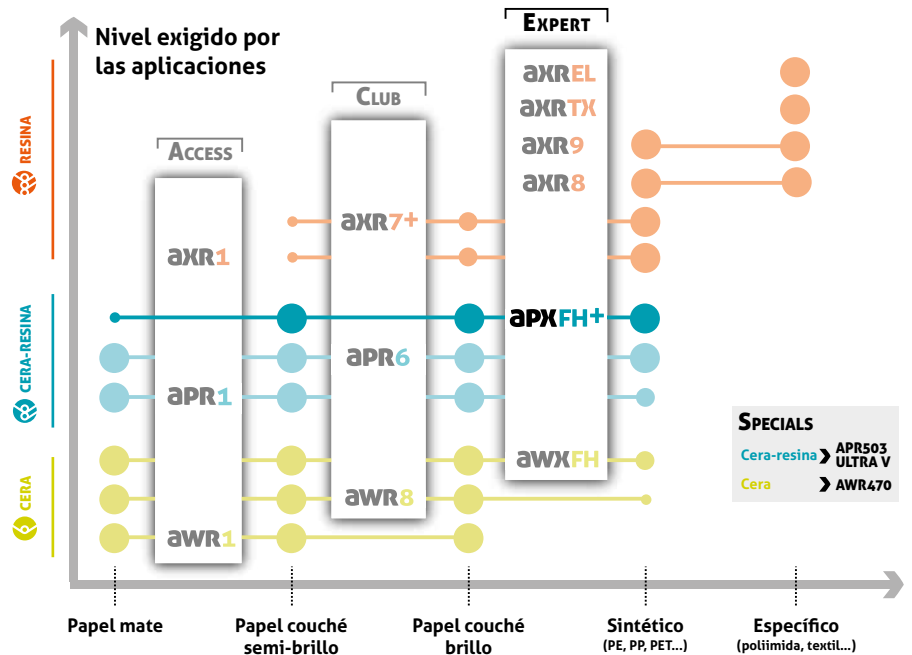 Nivel exigido por
las aplicaciones
EXPERT
CLUB
ACCESS
RESINA
CERA-RESINA
CERA
aXREL
aXRTX
aXR9
aXR8
aXR7+
aXR1
aPXFH+
aPR6
aPR1
aWXFH
aWR8
aWR1
SPECIALS
Cera-resina APR503
ULTRA V
Cera AWR470
Papel mate
Papel couché
semi-brillo
Papel couché
brillo
Sintético
(PE, PP, PET...)
Específico
(poliimida, textil...)